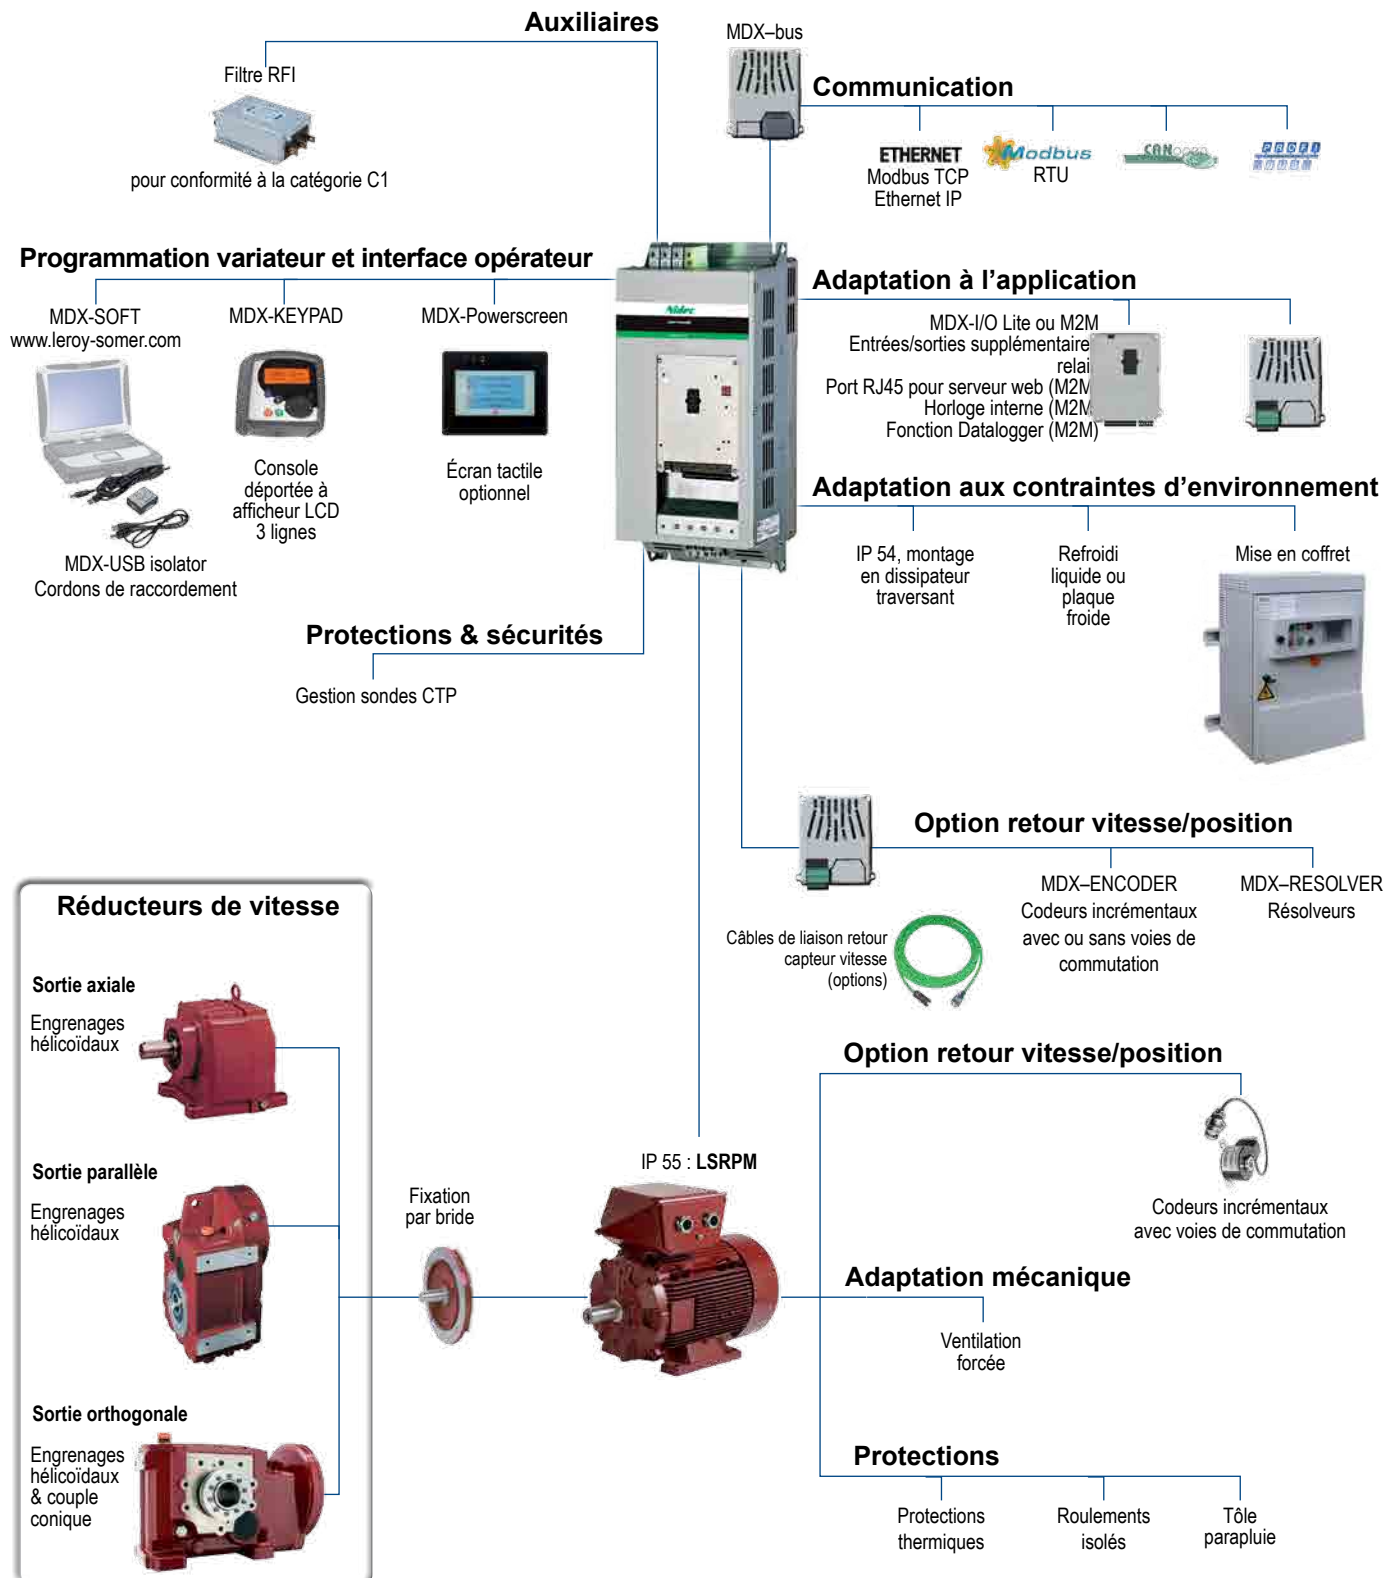 Auxiliaires
Filtre RFI
pour conformité à la catégorie C1
MDX–bus
Communication
ETHERNET
Modbus TCP
Ethernet IP
Modbus
RTU
CANopen
PROFI
BUS
Programmation variateur et interface opérateur
MDX-SOFT
www.leroy-somer.com
MDX-USB isolator
Cordons de raccordement
MDX-KEYPAD
Console
déportée à
afficheur LCD
3 lignes
MDX-Powerscreen
Écran tactile
optionnel
Nidec
Adaptation à l’application
MDX-I/O Lite ou M2M
Entrées/sorties supplémentaire
relai
Port RJ45 pour serveur web (M2M
Horloge interne (M2M
Fonction Datalogger (M2M)
Adaptation aux contraintes d’environnement
IP 54, montage
en dissipateur
traversant
Refroidi
liquide ou
plaque
froide
Mise en coffret
Protections & sécurités
Gestion sondes CTP
Option retour vitesse/position
MDX–ENCODER
Codeurs incrémentaux
avec ou sans voies de
commutation
MDX–RESOLVER
Résolveurs
Câbles de liaison retour
capteur vitesse
(options)
Réducteurs de vitesse
Sortie axiale
Engrenages
hélicoïdaux
Sortie parallèle
Engrenages
hélicoïdaux
Sortie orthogonale
Engrenages
hélicoïdaux
& couple
conique
Fixation
par bride
IP 55 : LSRPM
Option retour vitesse/position
Codeurs incrémentaux
avec voies de commutation
Adaptation mécanique
Ventilation
forcée
Protections
Protections
thermiques
Roulements
isolés
Tôle
parapluie